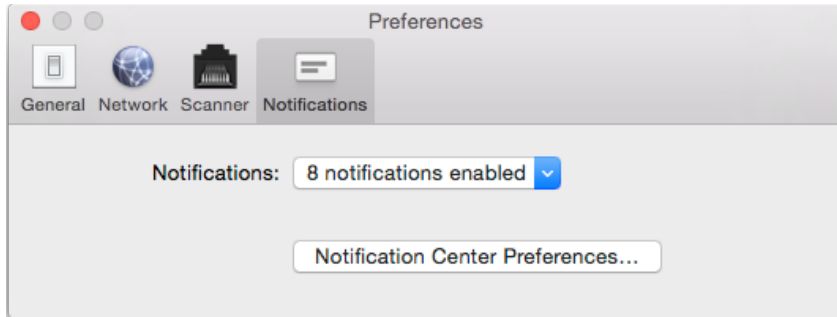 Preferences
General Network Scanner Notifications
Notifications: 8 notifications enabled
Notification Center Preferences...